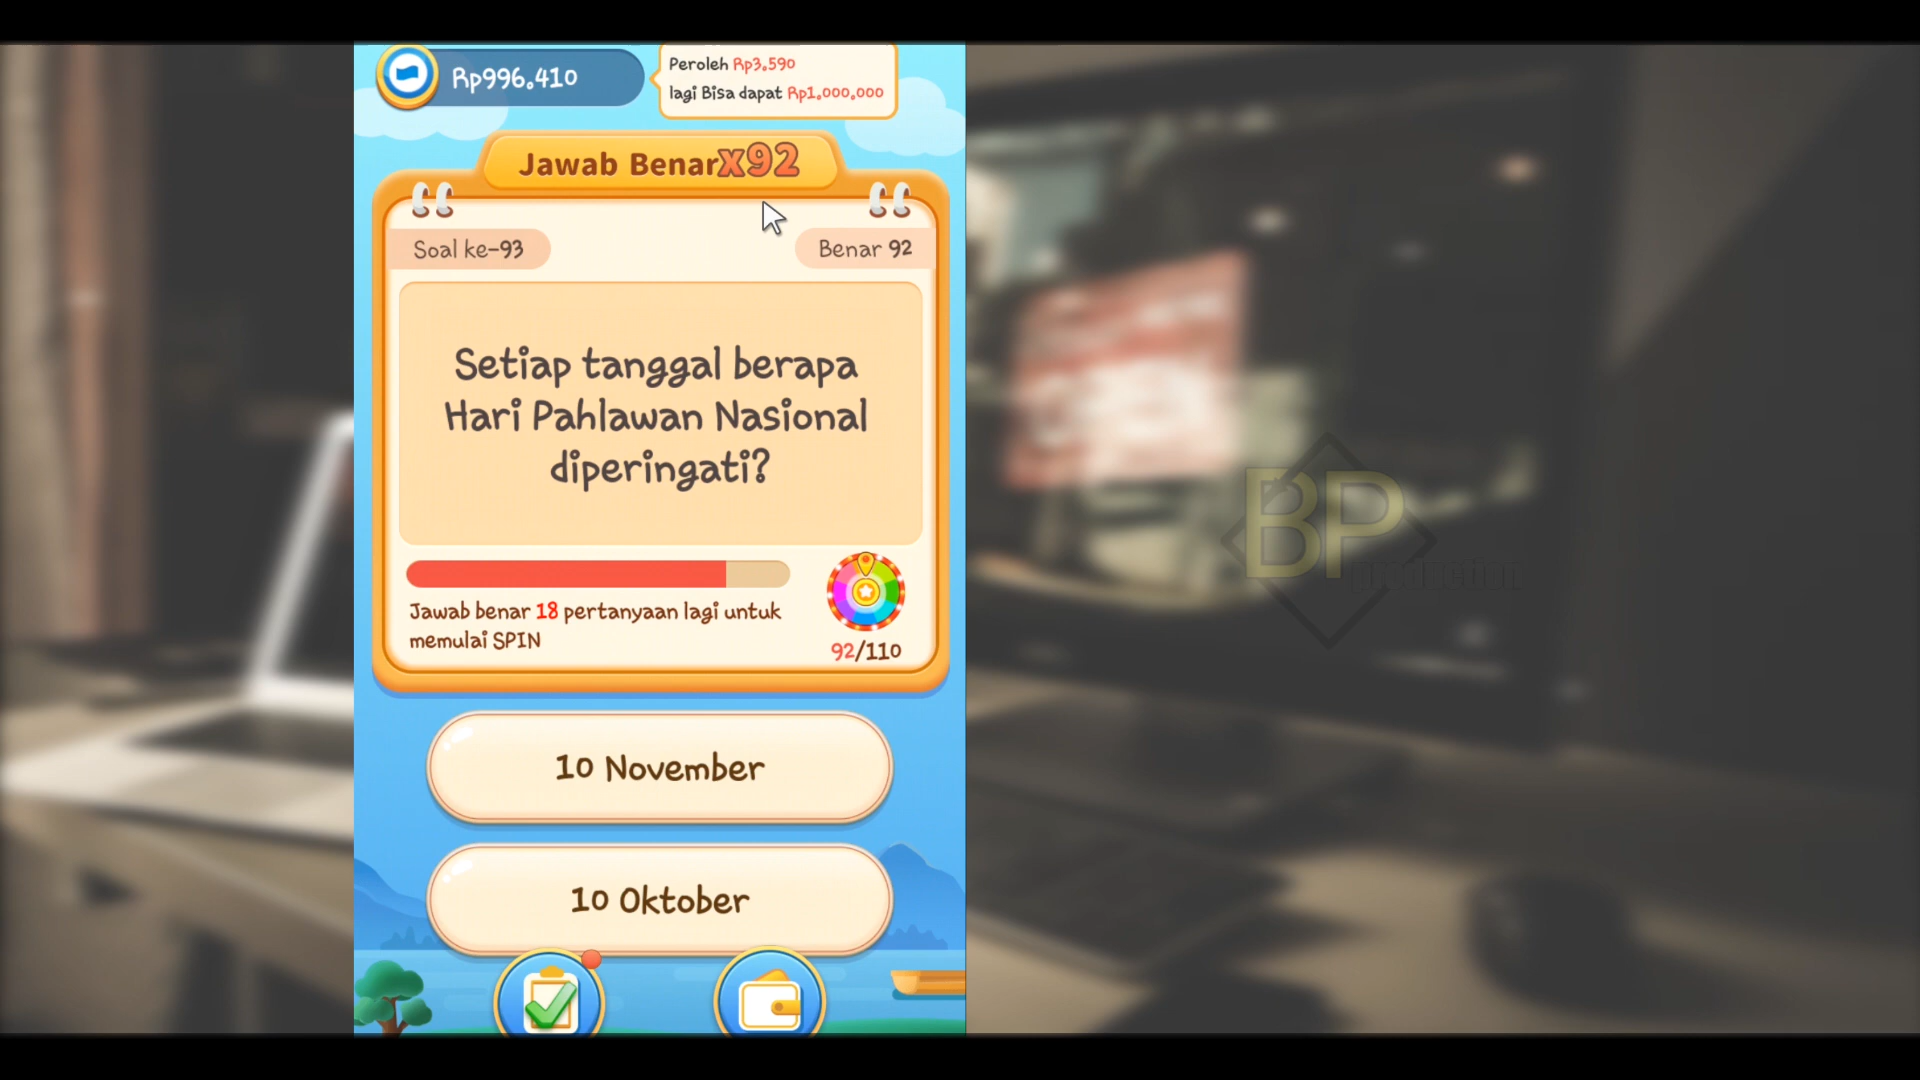 Rp996.410
Peroleh Rp3.590
lagi Bisa dapat Rp1.000.000
Jawab Benarx92
Soal ke-93
Benar 92
Setiap tanggal berapa
Hari Pahlawan Nasional
diperingati?
Jawab benar 18 pertanyaan lagi untuk
memulai SPIN
92/110
10 November
10 Oktober
BP
production